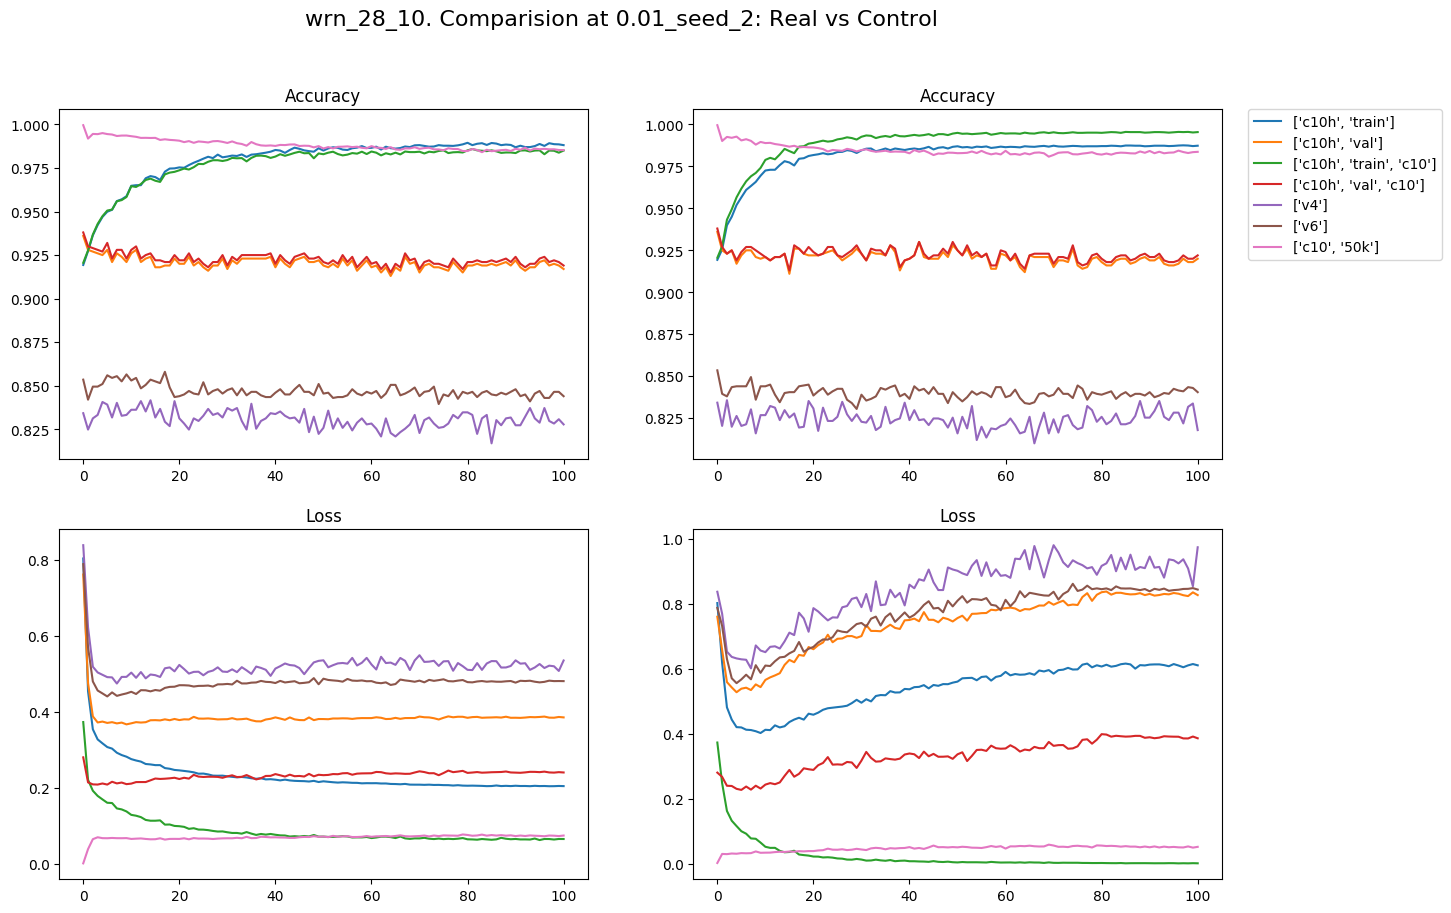 wrn_28_10. Comparision at 0.01_seed_2: Real vs Control
Accuracy
1.000
0.975
0.950
0.925
0.900
0.875
0.850
0.825
0 20 40 60 80 100
Accuracy
1.000
0.975
0.950
0.925
0.900
0.875
0.850
0.825
0 20 40 60 80 100
['c10h', 'train']
['c10h', 'val']
['c10h', 'train', 'c10']
['c10h', 'val', 'c10']
['v4']
['v6']
['c10', '50k']
Loss
0.8
0.6
0.4
0.2
0.0
0 20 40 60 80 100
Loss
1.0
0.8
0.6
0.4
0.2
0.0
0 20 40 60 80 100